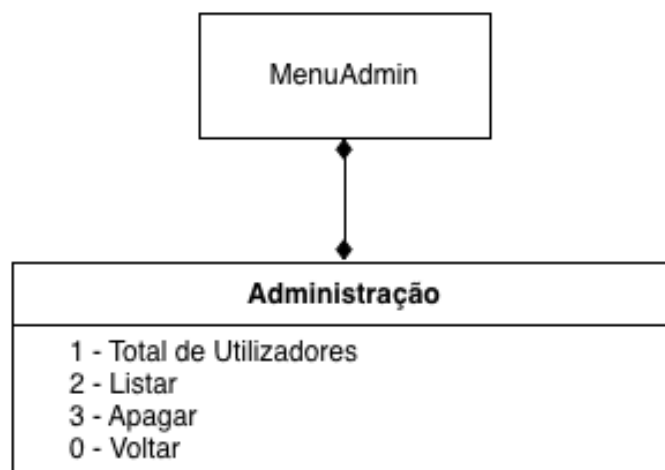 MenuAdmin
Administração
1 - Total de Utilizadores
2 - Listar
3 - Apagar
0 - Voltar